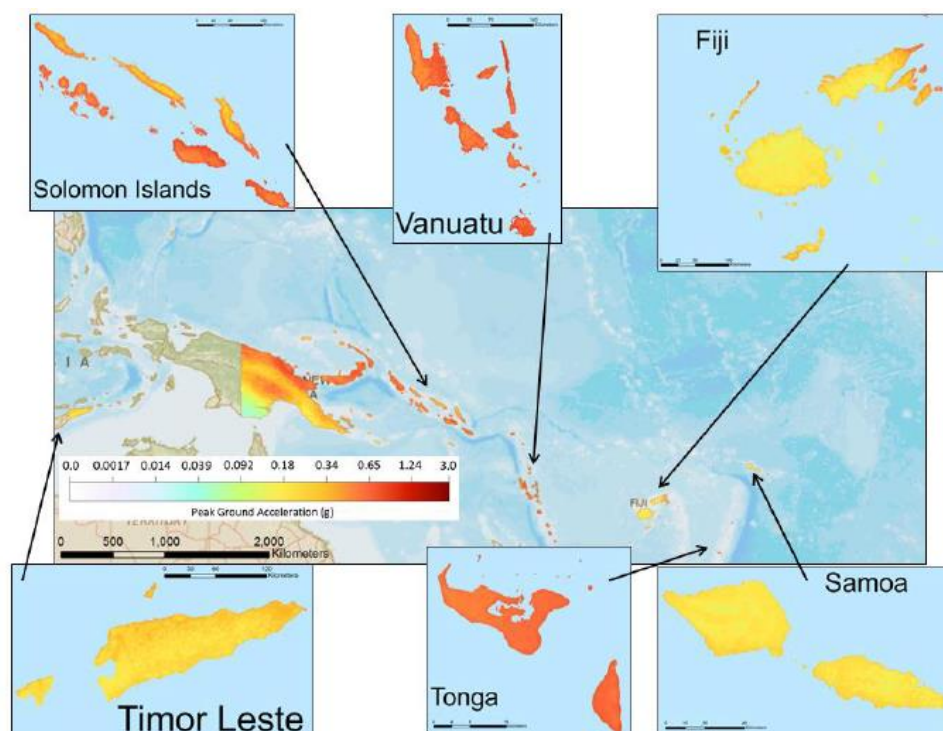 Solomon Islands
Vanuatu
Fiji
I A
NEW
A
FIJI
0.0 0.0017 0.014 0.039 0.092 0.18 0.34 0.65 1.24 3.0
Peak Ground Acceleration (g)
TERRITORY
0 500 1,000 2,000
Kilometers
Timor Leste
Tonga
Samoa